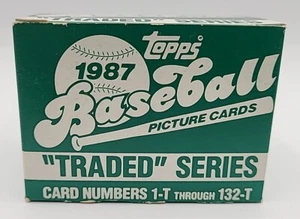 Topps®
1987
Baseball
PICTURE CARDS
"TRADED" SERIES
CARD NUMBERS 1-T THROUGH 132-T